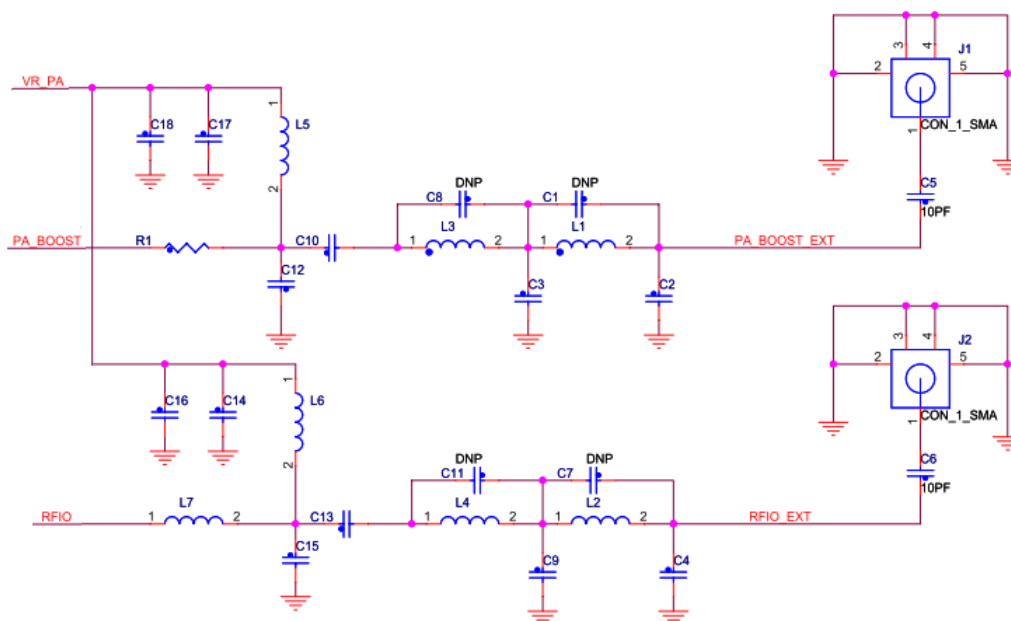 3
4
J1
2
5
VR_PA
CON_1_SMA
1
1
C18
C17
L5
2
C5
10PF
DNP
DNP
C8
C1
PA_BOOST
R1
C10
1
L3
2
1
L1
2
PA_BOOST_EXT
C12
C3
C2
3
4
J2
2
5
1
C16
C14
L6
CON_1_SMA
1
2
DNP
DNP
C6
C11
C7
10PF
L7
L4
L2
RFIO
1
2
C13
1
2
1
2
RFIO_EXT
C15
C9
C4